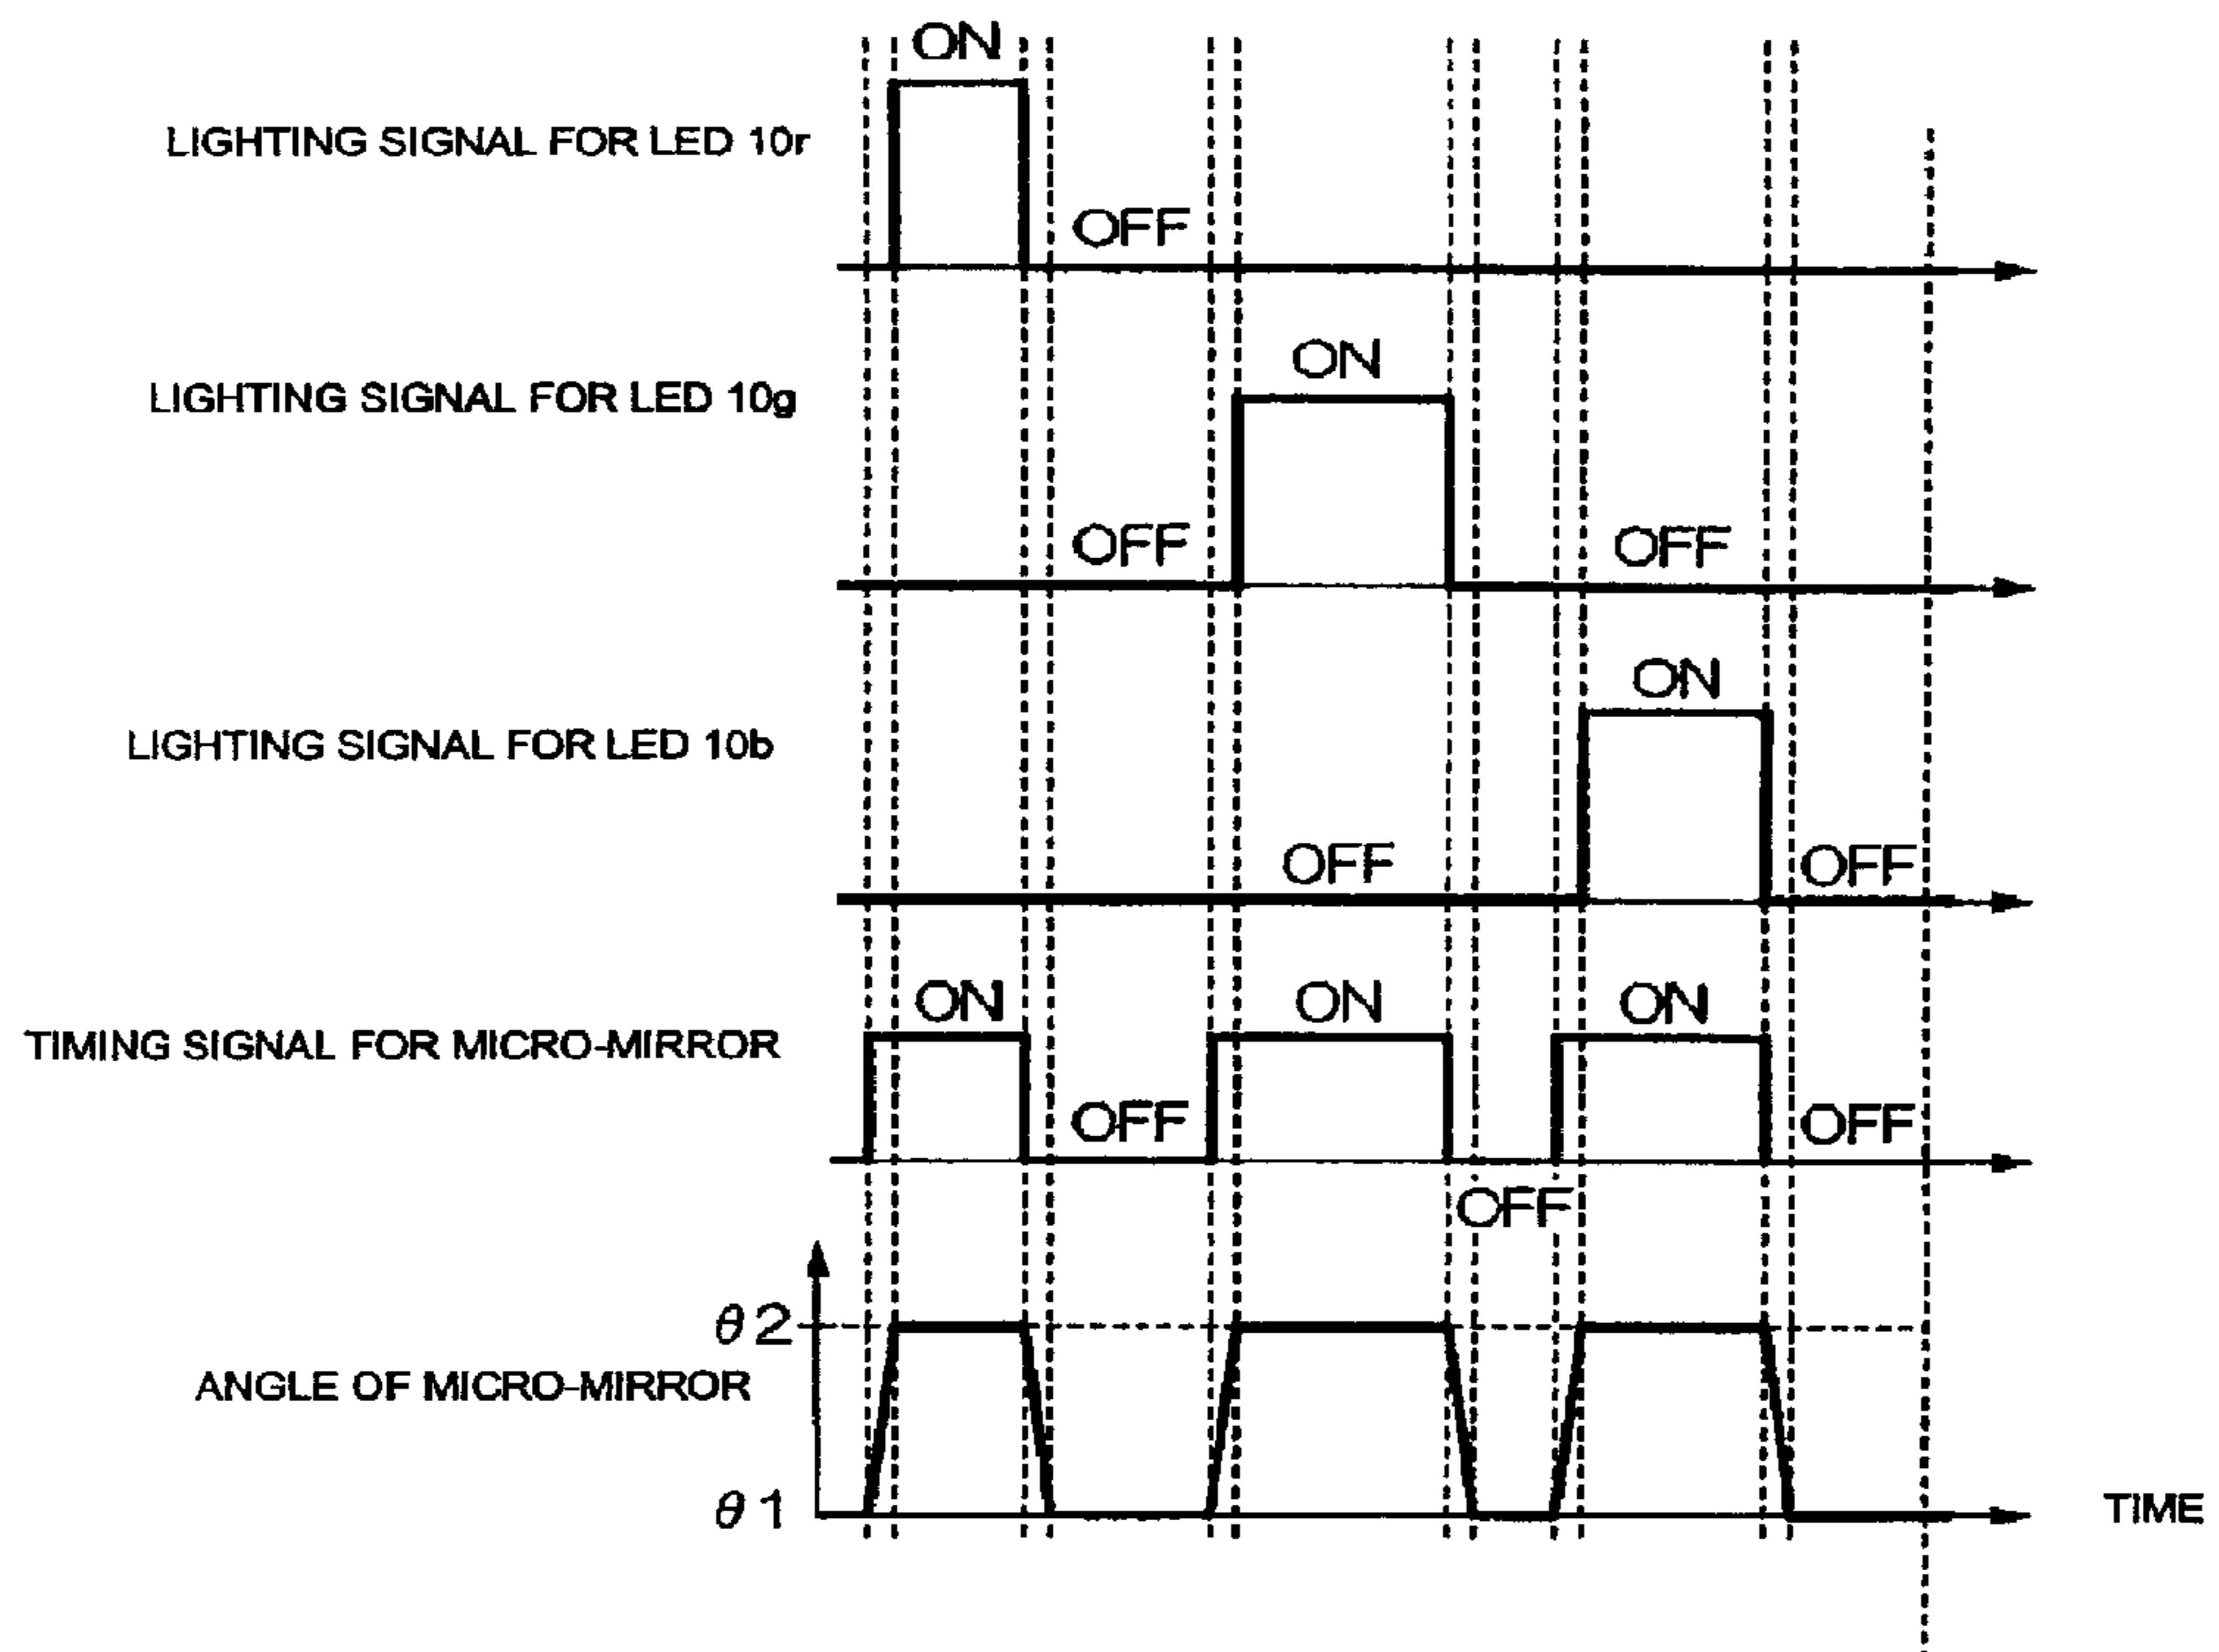 ON
LIGHTING SIGNAL FOR LED 10r
OFF
ON
LIGHTING SIGNAL FOR LED 10g
OFF OFF
ON
LIGHTING SIGNAL FOR LED 10b
OFF OFF
ON ON ON
TIMING SIGNAL FOR MICRO-MIRROR
OFF OFF
OFF
θ2
ANGLE OF MICRO-MIRROR
θ1 TIME